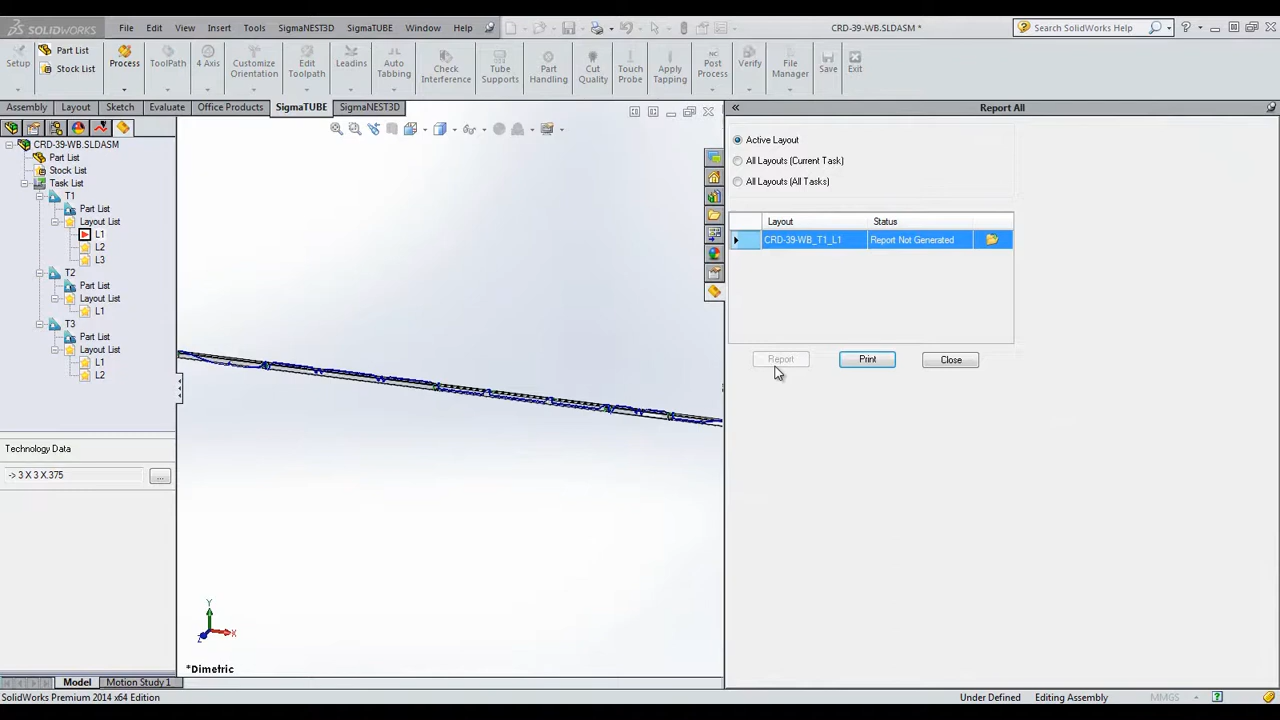 SOLIDWORKS File Edit View Insert Tools SigmaNEST3D SigmaTUBE Window Help CRD-39-WB.SLDASM * Search SolidWorks Help
Setup Part List Stock List Process ToolPath 4 Axis Customize Orientation Edit Toolpath Leadins Auto Tabbing Check Interference Tube Supports Part Handling Cut Quality Touch Probe Apply Tapping Post Process Verify File Manager Save Exit
Assembly Layout Sketch Evaluate Office Products SigmaTUBE SigmaNEST3D
Report All
CRD-39-WB.SLDASM
Part List
Stock List
Task List
T1
Part List
Layout List
L1
L2
L3
T2
Part List
Layout List
L1
T3
Part List
Layout List
L1
L2
Technology Data
-> 3 X 3 X.375
...
Active Layout
All Layouts (Current Task)
All Layouts (All Tasks)
Layout Status
CRD-39-WB_T1_L1 Report Not Generated
Report Print Close
Y
X
Z
*Dimetric
Model Motion Study 1
SolidWorks Premium 2014 x64 Edition Under Defined Editing Assembly MMGS ?